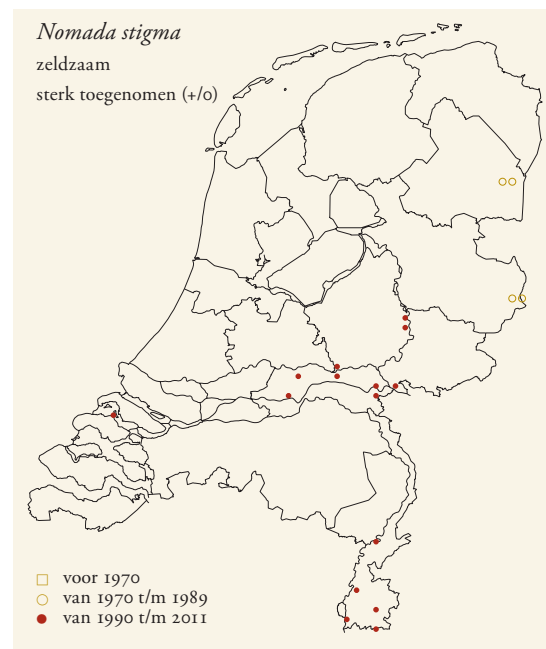 Nomada stigma
zeldzaam
sterk toegenomen (+/0)
voor 1970
van 1970 t/m 1989
van 1990 t/m 2011